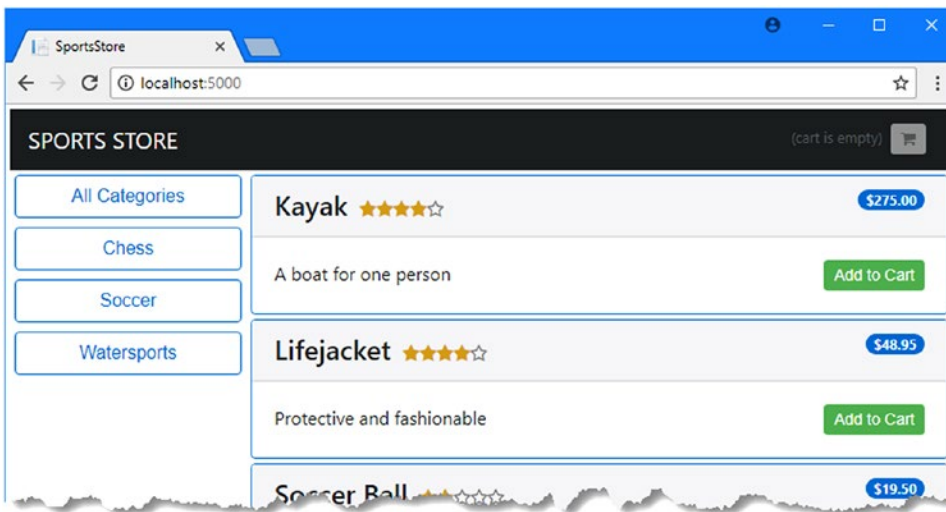 SportsStore
localhost:5000
SPORTS STORE
(cart is empty)
All Categories
Chess
Soccer
Watersports
Kayak
$275.00
A boat for one person
Add to Cart
Lifejacket
$48.95
Protective and fashionable
Add to Cart
Soccer Ball
$19.50